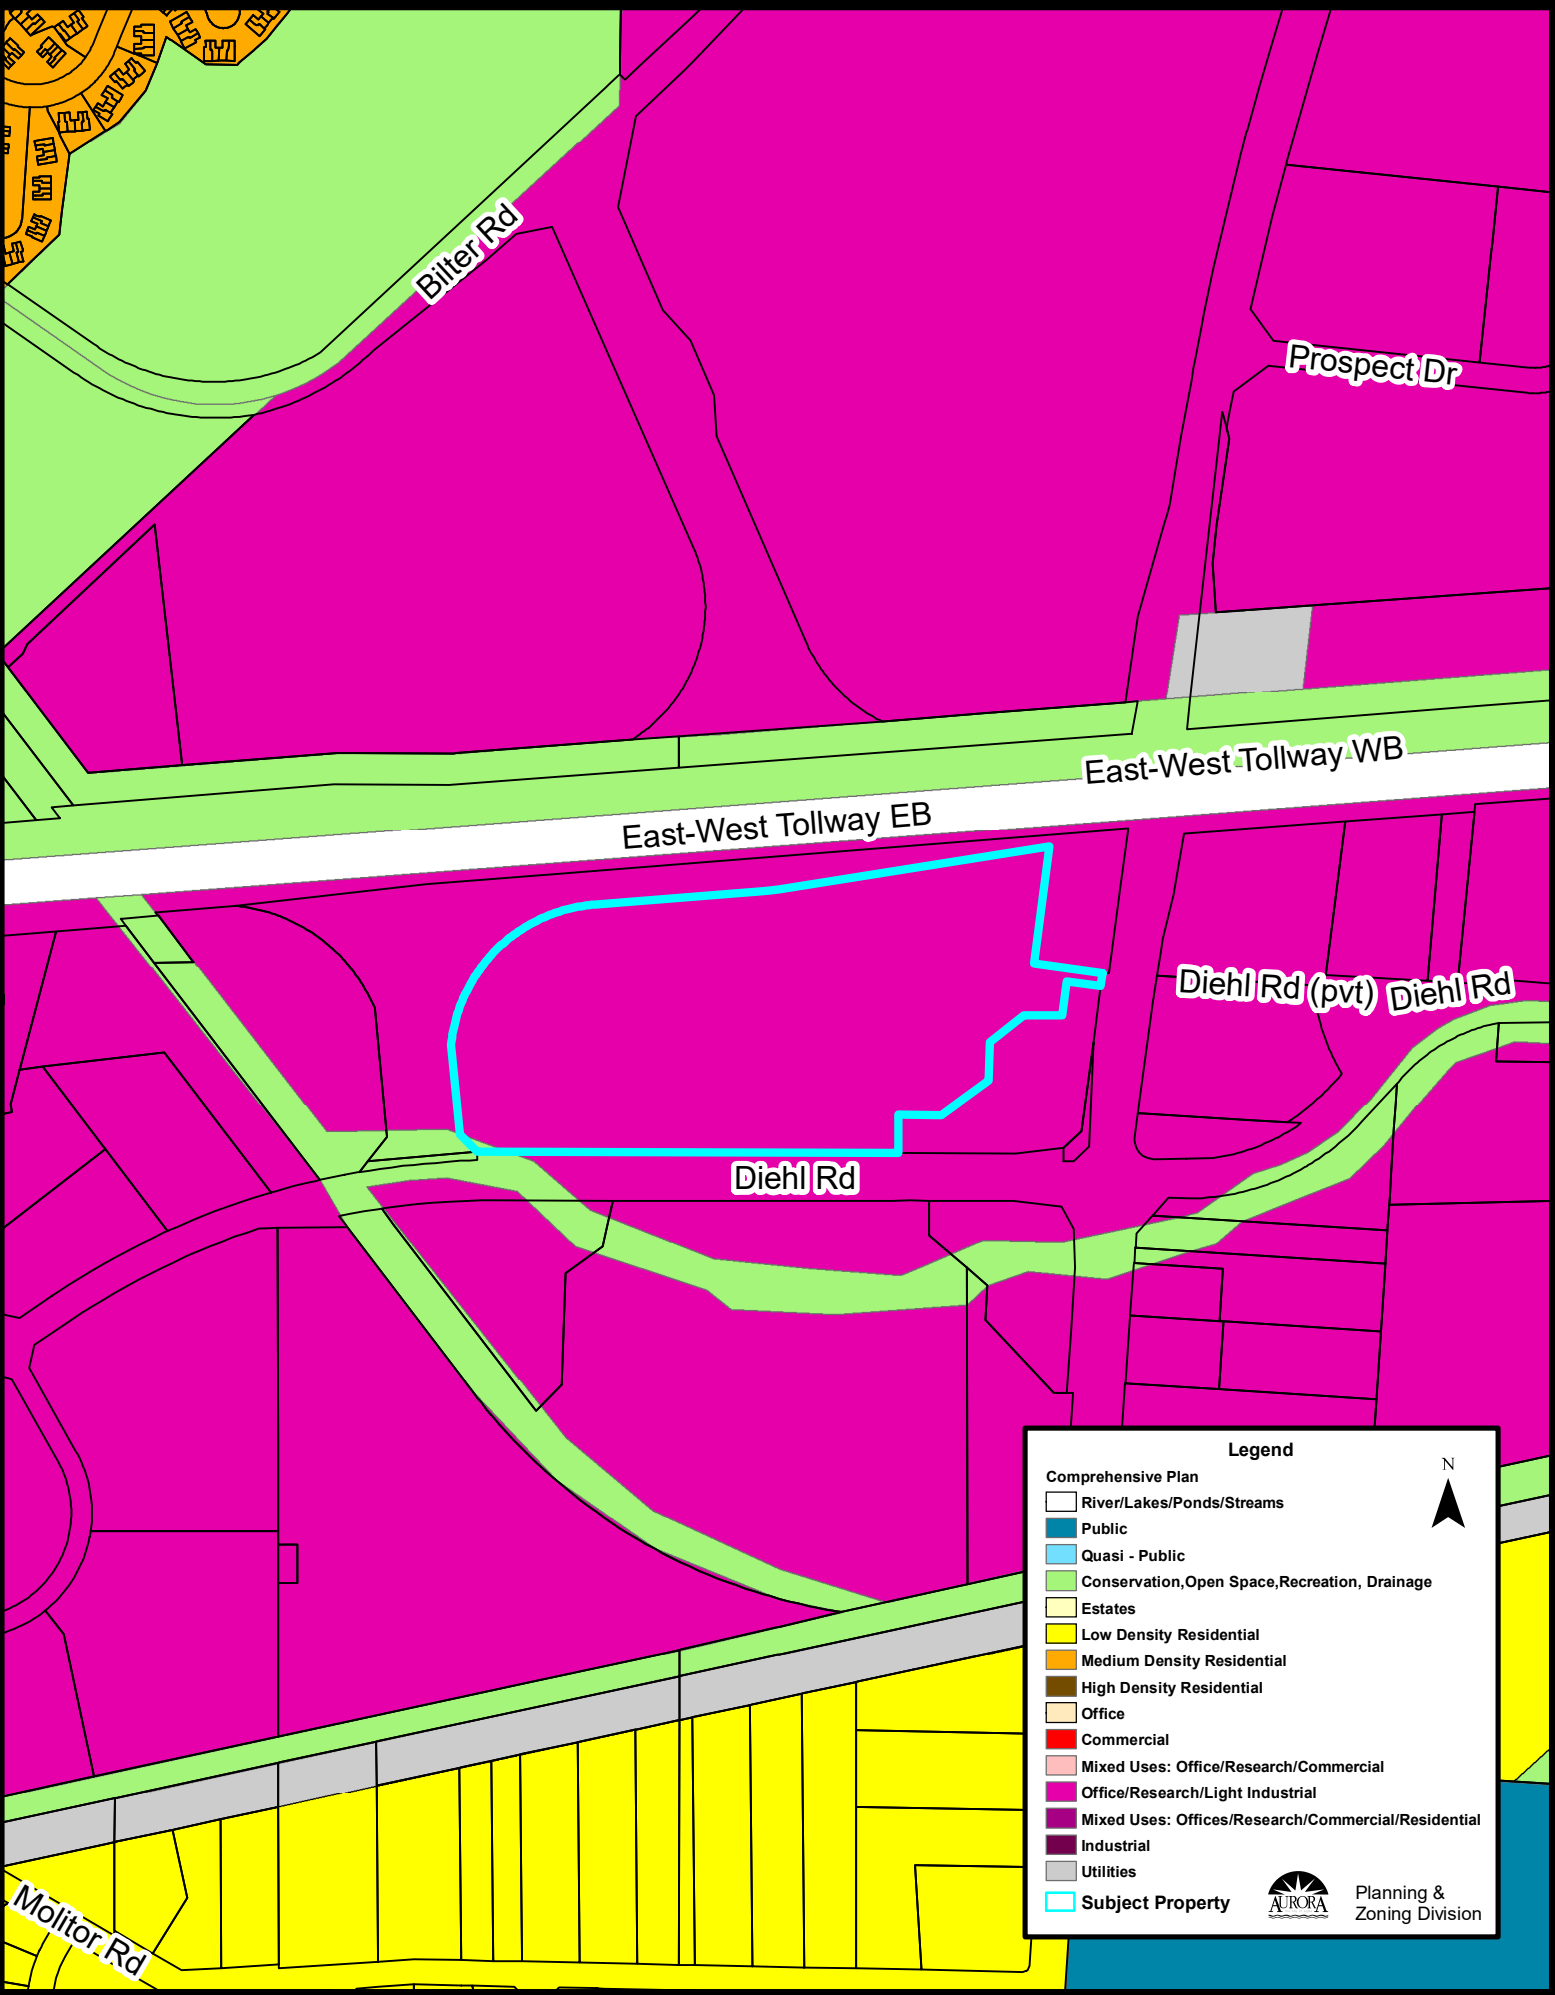 Bilter Rd
Prospect Dr
East-West Tollway WB
East-West Tollway EB
Diehl Rd (pvt)
Diehl Rd
Diehl Rd
Molitor Rd
Legend
N
Comprehensive Plan
River/Lakes/Ponds/Streams
Public
Quasi - Public
Conservation,Open Space,Recreation, Drainage
Estates
Low Density Residential
Medium Density Residential
High Density Residential
Office
Commercial
Mixed Uses: Office/Research/Commercial
Office/Research/Light Industrial
Mixed Uses: Offices/Research/Commercial/Residential
Industrial
Utilities
Subject Property
AURORA
Planning &
Zoning Division